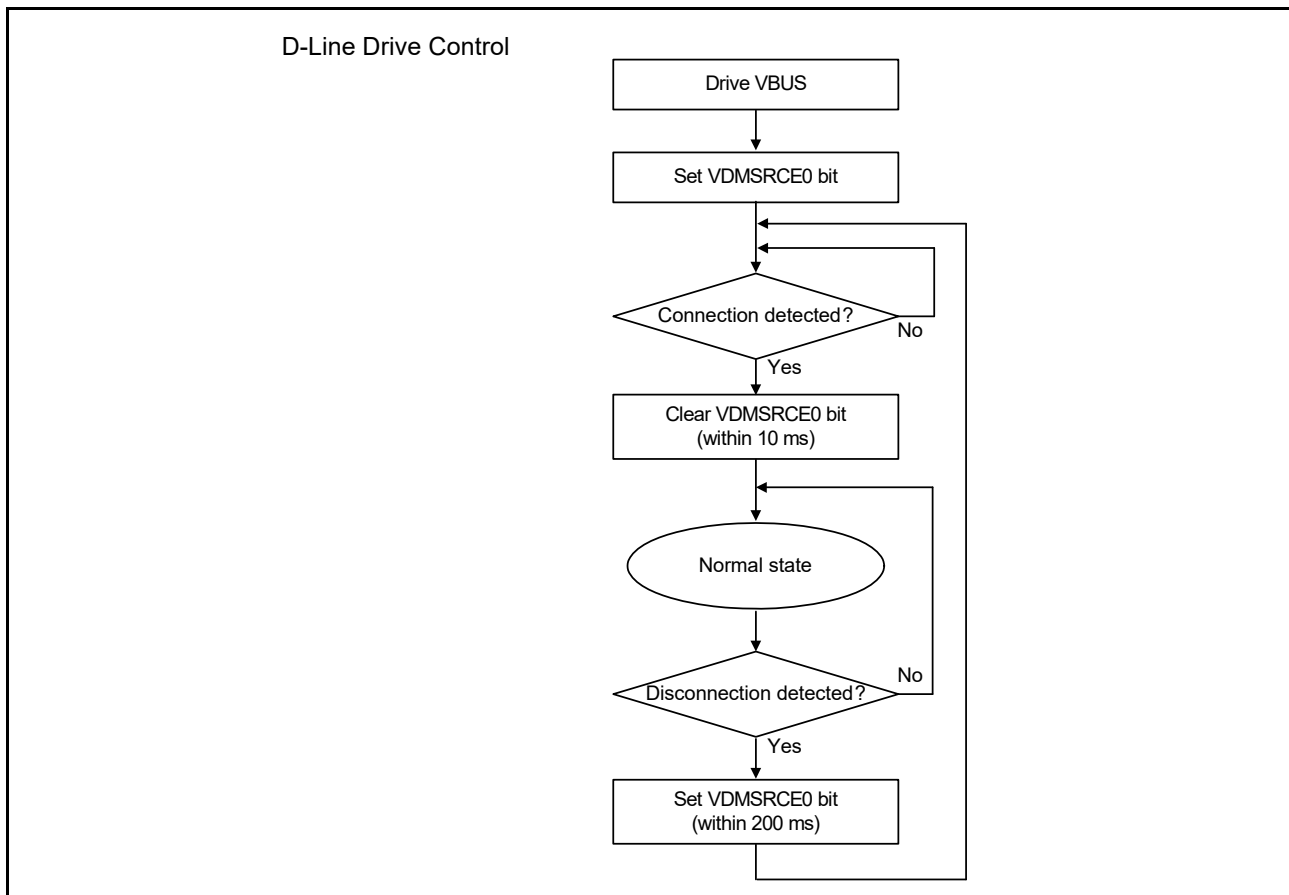 D-Line Drive Control
Drive VBUS
Set VDMSRCE0 bit
Connection detected?
No
Yes
Clear VDMSRCE0 bit
(within 10 ms)
Normal state
Disconnection detected?
No
Yes
Set VDMSRCE0 bit
(within 200 ms)